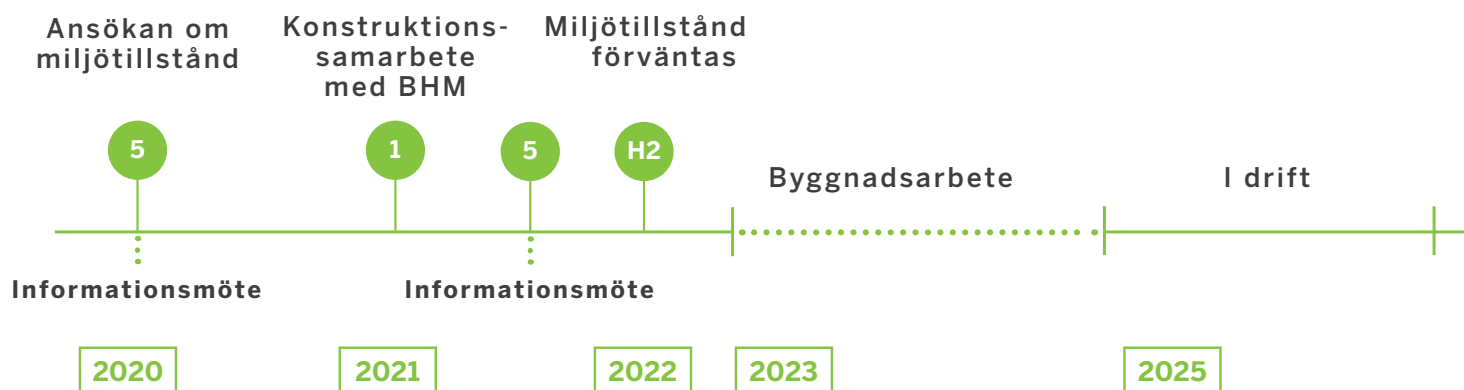 Ansökan om
miljötillstånd
Konstruktions-
samarbete
med BHM
Miljötillstånd
förväntas
5
1
5
H2
Byggnadsarbete
I drift
Informationsmöte
Informationsmöte
2020
2021
2022
2023
2025